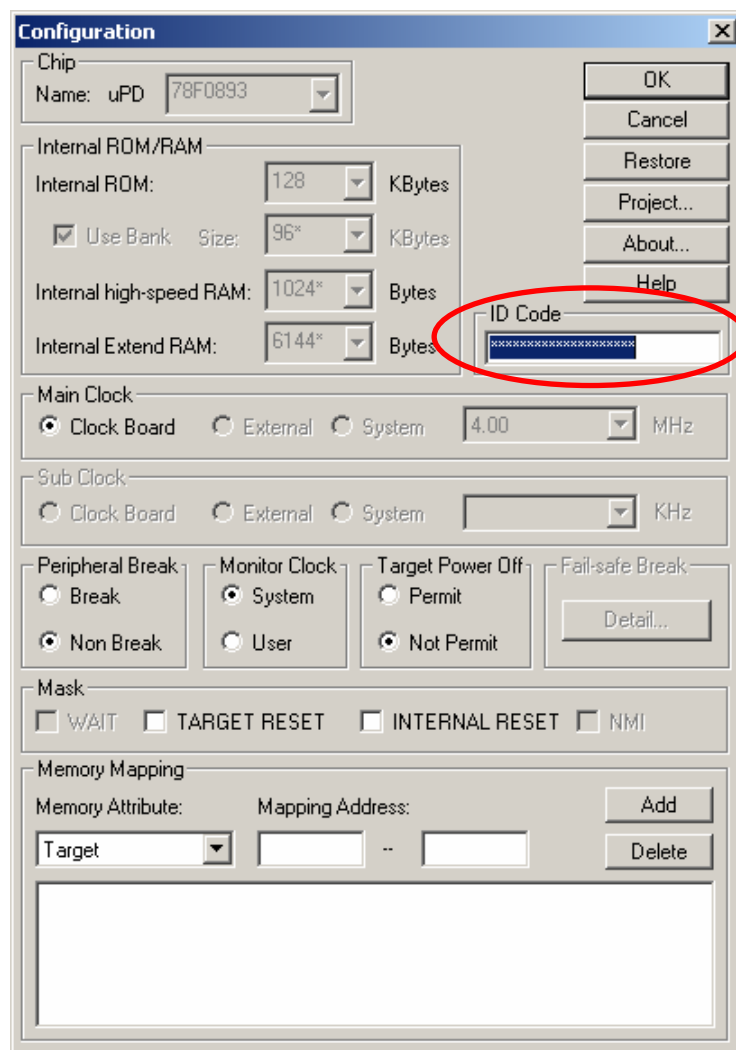 Configuration
Chip
Name: uPD 78F0893
OK
Cancel
Restore
Project...
About...
Help
Internal ROM/RAM
Internal ROM: 128 KBytes
Use Bank Size: 96* KBytes
Internal high-speed RAM: 1024* Bytes
Internal Extend RAM: 6144* Bytes
ID Code
********************
Main Clock
Clock Board External System 4.00 MHz
Sub Clock
Clock Board External System KHz
Peripheral Break Monitor Clock Target Power Off Fail-safe Break
Break System Permit Detail...
Non Break User Not Permit
Mask
WAIT TARGET RESET INTERNAL RESET NMI
Memory Mapping
Memory Attribute: Mapping Address: Add
Target -- Delete